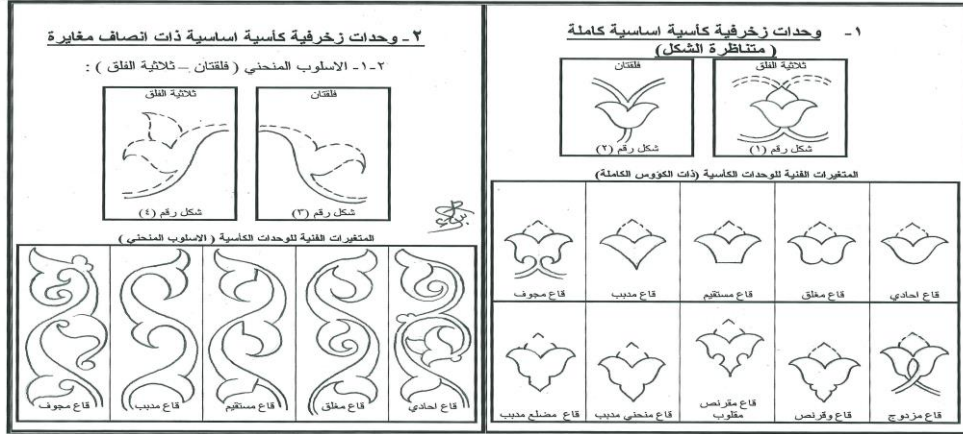 ١- وحدات زخرفية كأسية اساسية كاملة
( متناظرة الشكل )
ثلاثية الفلق
فلقتان
شكل رقم (١)
شكل رقم (٢)
المتغيرات الفنية للوحدات الكأسية (ذات الكؤوس الكاملة)
قاع احادي
قاع مغلق
قاع مستقيم
قاع مدبب
قاع مجوف
قاع مزدوج
قاع وقرنص
قاع مقرنص
مقلوب
قاع منحني مدبب
قاع مضلع مدبب
٢- وحدات زخرفية كأسية اساسية ذات انصاف مغايرة
٢-١- الاسلوب المنحني ( فلقتان – ثلاثية الفلق ) :
فلقتان
ثلاثية الفلق
شكل رقم (٣)
شكل رقم (٤)
المتغيرات الفنية للوحدات الكأسية ( الاسلوب المنحني )
قاع احادي
قاع مغلق
قاع مستقيم
قاع مدبب
قاع مجوف